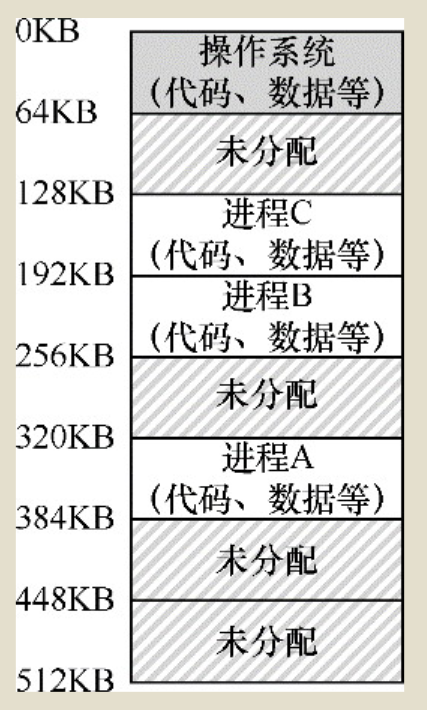 0KB
操作系统
(代码、数据等)
64KB
未分配
128KB
进程C
(代码、数据等)
192KB
进程B
(代码、数据等)
256KB
未分配
320KB
进程A
(代码、数据等)
384KB
未分配
448KB
未分配
512KB